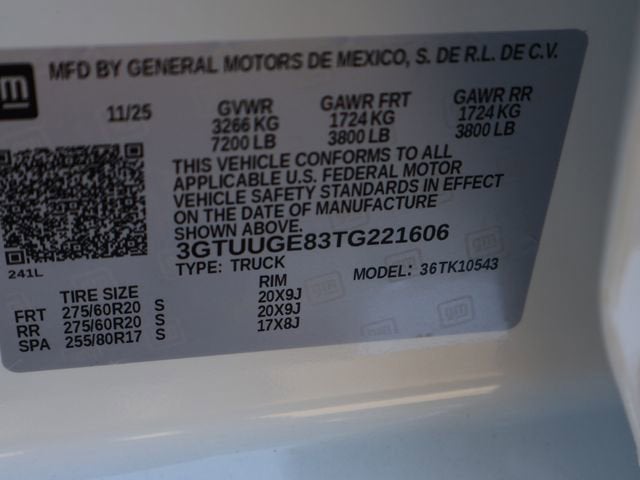 gm
MFD BY GENERAL MOTORS DE MEXICO, S. DE R.L. DE C.V.
11/25 GVWR GAWR FRT GAWR RR
3266 KG 1724 KG 1724 KG
7200 LB 3800 LB 3800 LB
THIS VEHICLE CONFORMS TO ALL
APPLICABLE U.S. FEDERAL MOTOR
VEHICLE SAFETY STANDARDS IN EFFECT
ON THE DATE OF MANUFACTURE
SHOWN ABOVE.
3GTUUGE83TG221606
241L
TYPE: TRUCK MODEL: 36TK10543
TIRE SIZE RIM
FRT 275/60R20 S 20X9J
RR 275/60R20 S 20X9J
SPA 255/80R17 S 17X8J